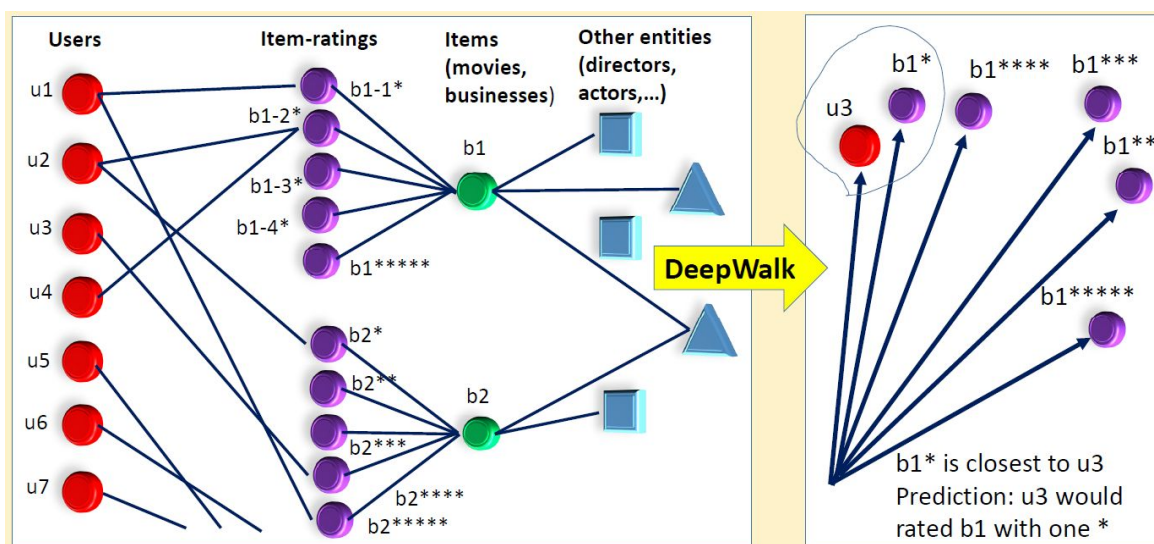 Users
Item-ratings
Items
(movies,
businesses)
Other entities
(directors,
actors,...)
u1
u2
u3
u4
u5
u6
u7
b1-1*
b1-2*
b1-3*
b1-4*
b1*****
b2*
b2**
b2***
b2****
b2*****
b1
b2
DeepWalk
u3
b1*
b1****
b1***
b1**
b1*****
b1* is closest to u3
Prediction: u3 would
rated b1 with one *